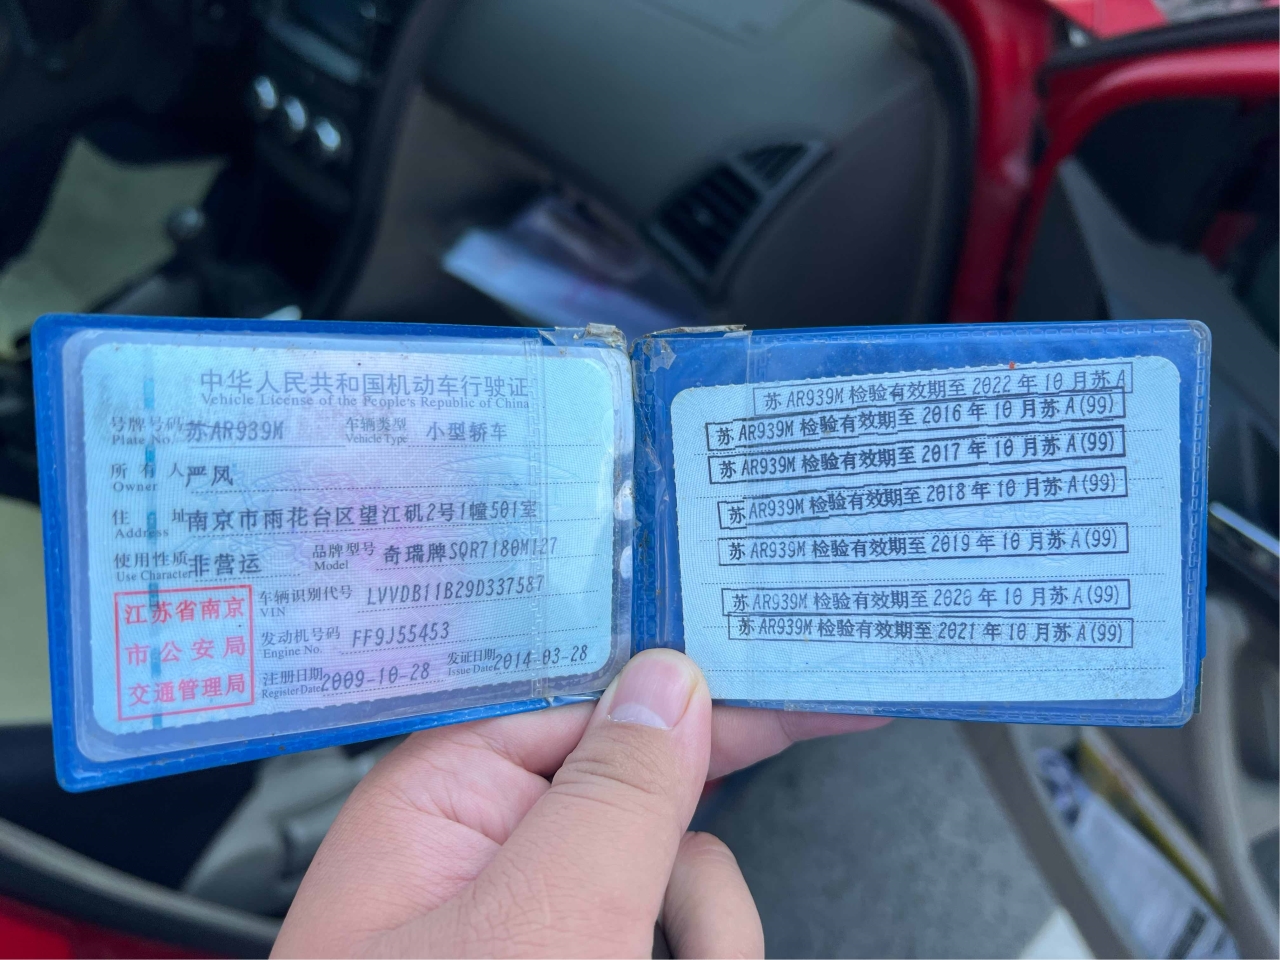 中华人民共和国机动车行驶证
Vehicle License of the People's Republic of China
号牌号码 苏AR939M 车辆类型 小型轿车
Plate No. Vehicle Type
所有人 严凤
Owner
住址 南京市雨花台区望江矶2号1幢501室
Address
使用性质 非营运 品牌型号 奇瑞牌SQR7180M127
Use Character Model
江苏省南京
市公安局
交通管理局
车辆识别代号 LVVDB11B29D337587
VIN
发动机号码 FF9J55453
Engine No.
注册日期 2009-10-28 发证日期 2014-03-28
Register Date Issue Date
苏AR939M 检验有效期至 2022 年 10 月苏A
苏AR939M 检验有效期至 2016 年 10 月苏A(99)
苏AR939M 检验有效期至 2017 年 10 月苏A(99)
苏AR939M 检验有效期至 2018 年 10 月苏A(99)
苏AR939M 检验有效期至 2019 年 10 月苏A(99)
苏AR939M 检验有效期至 2020 年 10 月苏A(99)
苏AR939M 检验有效期至 2021 年 10 月苏A(99)